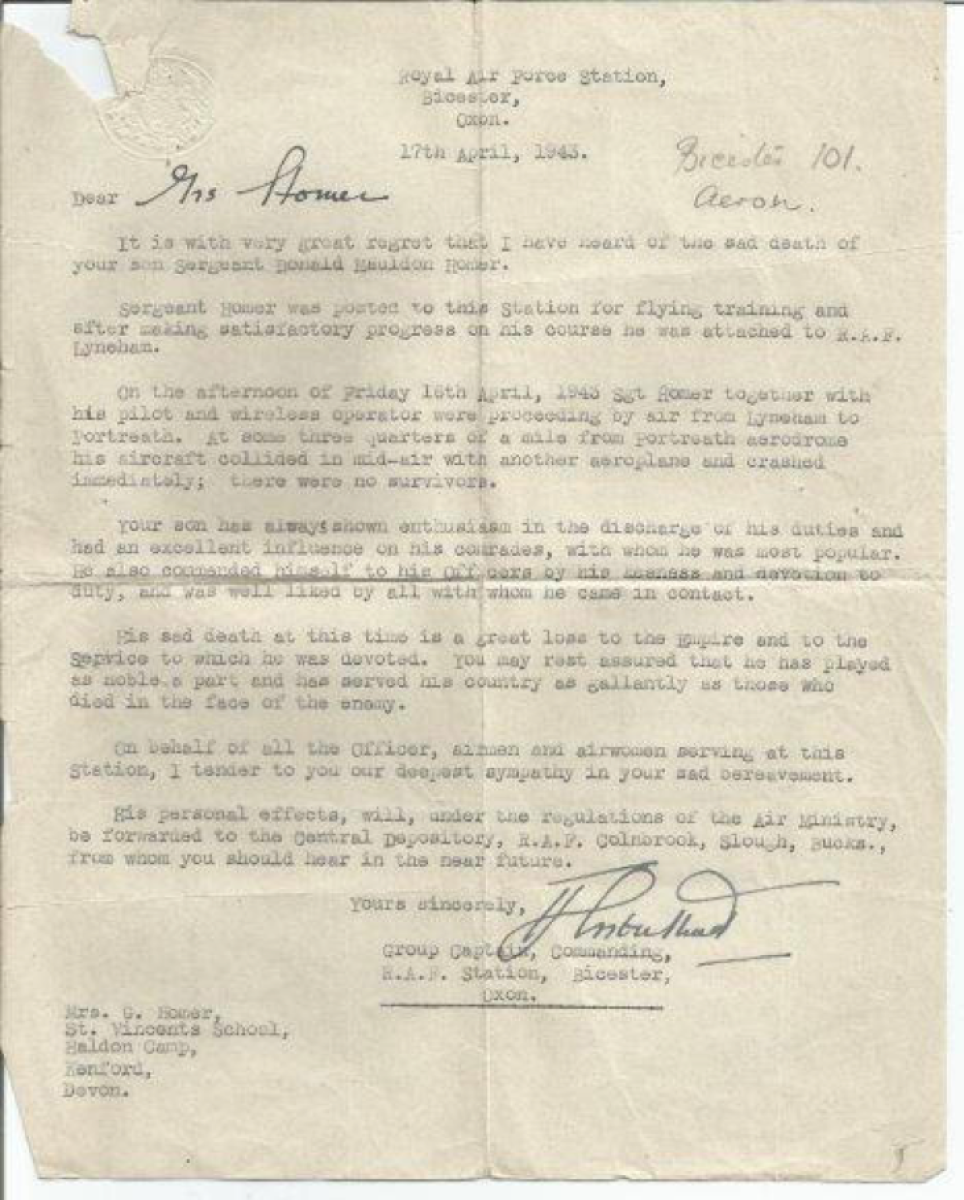 Royal Air Force Station,
Bicester,
Oxon.
17th April, 1943.
Bicester 101.
Aeron.
Dear Mrs Homer
It is with very great regret that I have heard of the sad death of
your son Sergeant Donald Mauldon Homer.
Sergeant Homer was posted to this Station for flying training and
after making satisfactory progress on his course he was attached to R.A.F.
Lyneham.
On the afternoon of Friday 16th April, 1943 Sgt Homer together with
his pilot and wireless operator were proceeding by air from Lyneham to
Portreath. At some three quarters of a mile from Portreath aerodrome
his aircraft collided in mid-air with another aeroplane and crashed
immediately; there were no survivors.
Your son has always shown enthusiasm in the discharge of his duties and
had an excellent influence on his comrades, with whom he was most popular.
He also commended himself to his Officers by his keeness and devotion to
duty, and was well liked by all with whom he came in contact.
His sad death at this time is a great loss to the Empire and to the
Service to which he was devoted. You may rest assured that he has played
as noble a part and has served his country as gallantly as those who
died in the face of the enemy.
On behalf of all the Officer, airmen and airwomen serving at this
Station, I tender to you our deepest sympathy in your sad bereavement.
His personal effects, will, under the regulations of the Air Ministry,
be forwarded to the Central Depository, R.A.F. Colnbrook, Slough, Bucks.,
from whom you should hear in the near future.
Yours sincerely,
Group Captain, Commanding,
R.A.F. Station, Bicester,
Oxon.
Mrs. G. Homer,
St. Vincents School,
Haldon Camp,
Kenford,
Devon.